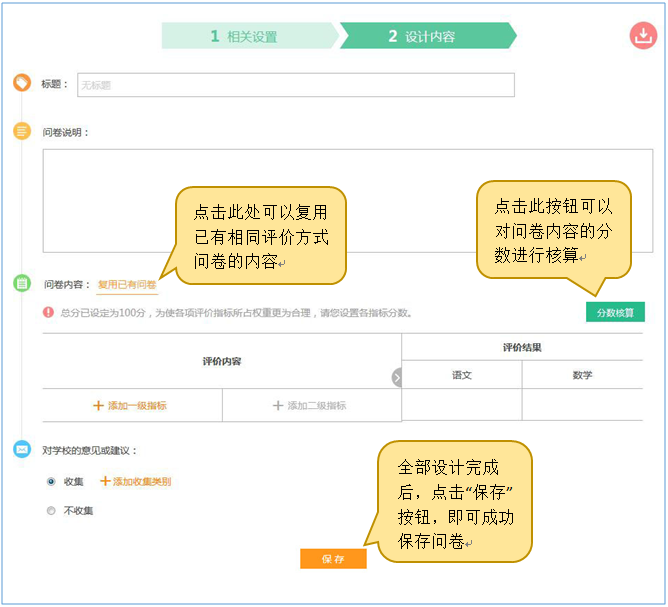 1 相关设置
2 设计内容
标题：
无标题
问卷说明：
点击此处可以复用
已有相同评价方式
问卷的内容
点击此按钮可以
对问卷内容的分
数进行核算
问卷内容：
复用已有问卷
总分已设定为100分，为使各项评价指标所占权重更为合理，请您设置各指标分数。
分数核算
评价内容
评价结果
语文
数学
添加一级指标
添加二级指标
对学校的意见或建议：
收集
添加收集类别
不收集
全部设计完成
后，点击“保存”
按钮，即可成功
保存问卷
保存